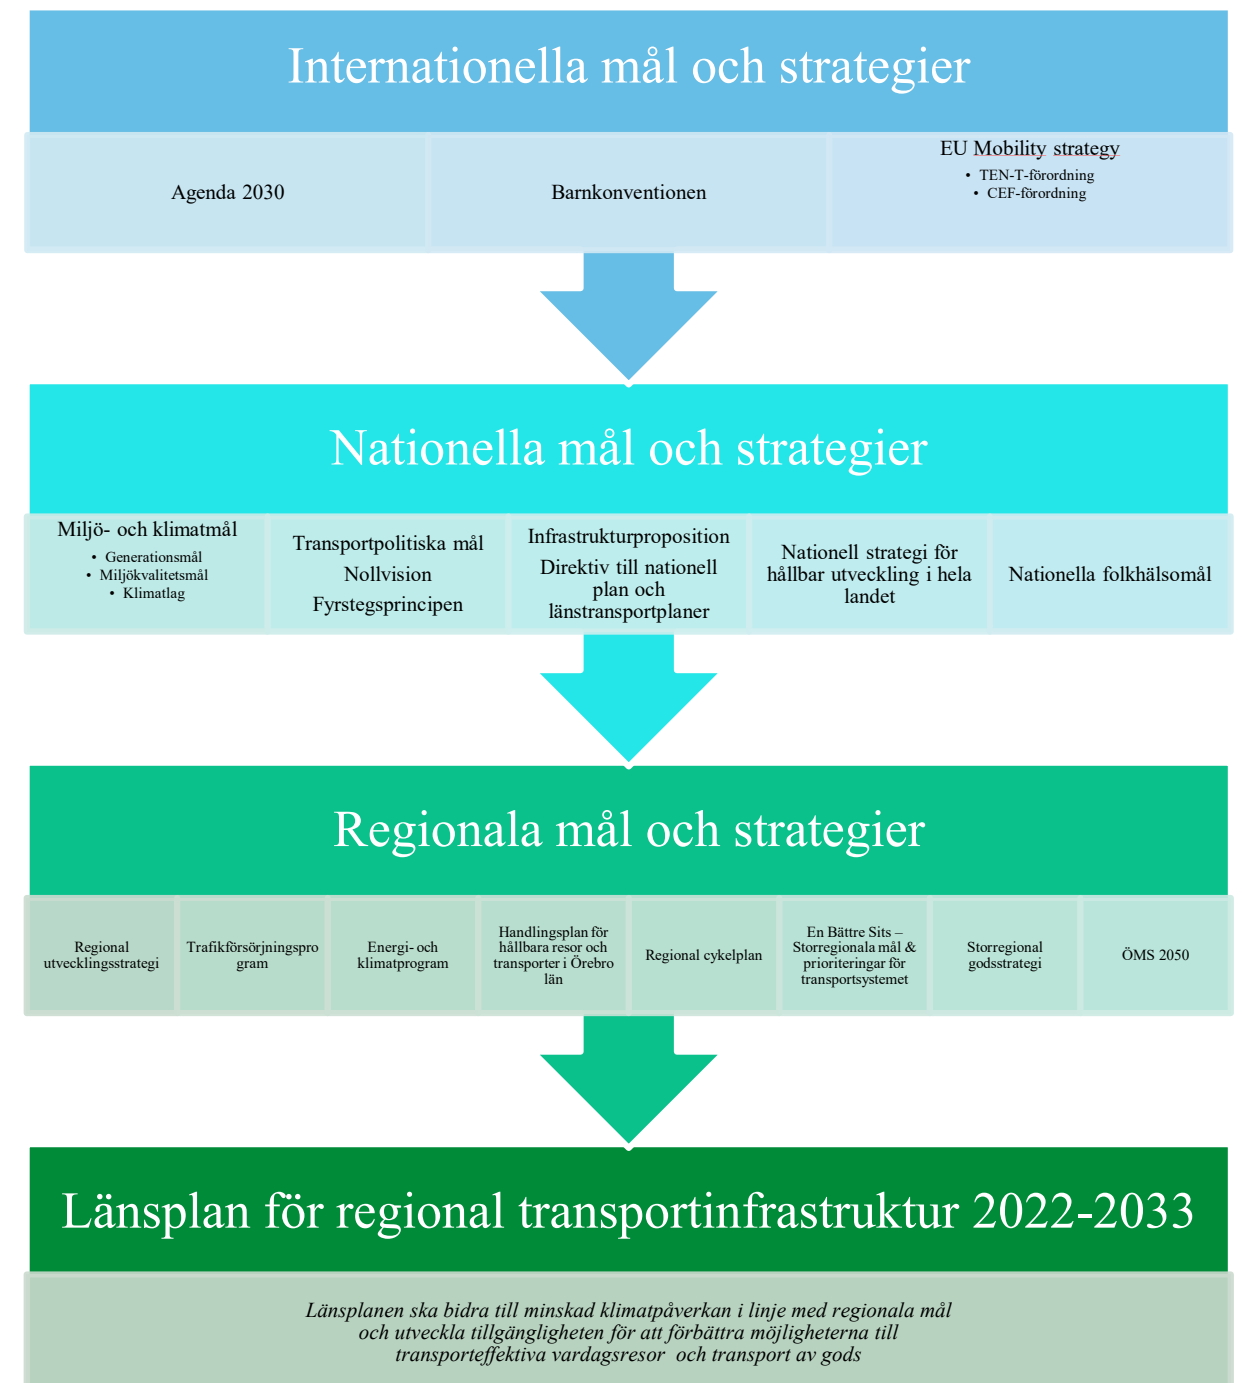 Internationella mål och strategier
Agenda 2030
Barnkonventionen
EU Mobility strategy
• TEN-T-förordning
• CEF-förordning
Nationella mål och strategier
Miljö- och klimatmål
• Generationsmål
• Miljökvalitetsmål
• Klimatlag
Transportpolitiska mål
Nollvision
Fyrstegsprincipen
Infrastrukturproposition
Direktiv till nationell
plan och
länstransportplaner
Nationell strategi för
hållbar utveckling i hela
landet
Nationella folkhälsomål
Regionala mål och strategier
Regional
utvecklingsstrategi
Trafikförsörjningspro
gram
Energi- och
klimatprogram
Handlingsplan för
hållbara resor och
transporter i Örebro
län
Regional cykelplan
En Bättre Sits –
Storregionala mål &
prioriteringar för
transportsystemet
Storregional
godsstrategi
ÖMS 2050
Länsplan för regional transportinfrastruktur 2022-2033
Länsplanen ska bidra till minskad klimatpåverkan i linje med regionala mål
och utveckla tillgängligheten för att förbättra möjligheterna till
transporteffektiva vardagsresor och transport av gods